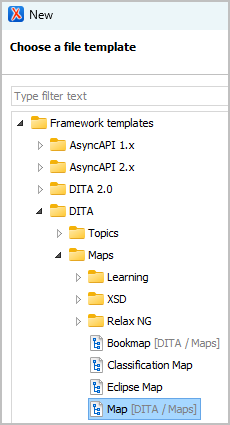 New
Choose a file template
Type filter text
Framework templates
AsyncAPI 1.x
AsyncAPI 2.x
DITA 2.0
DITA
Topics
Maps
Learning
XSD
Relax NG
Bookmap [DITA / Maps]
Classification Map
Eclipse Map
Map [DITA / Maps]